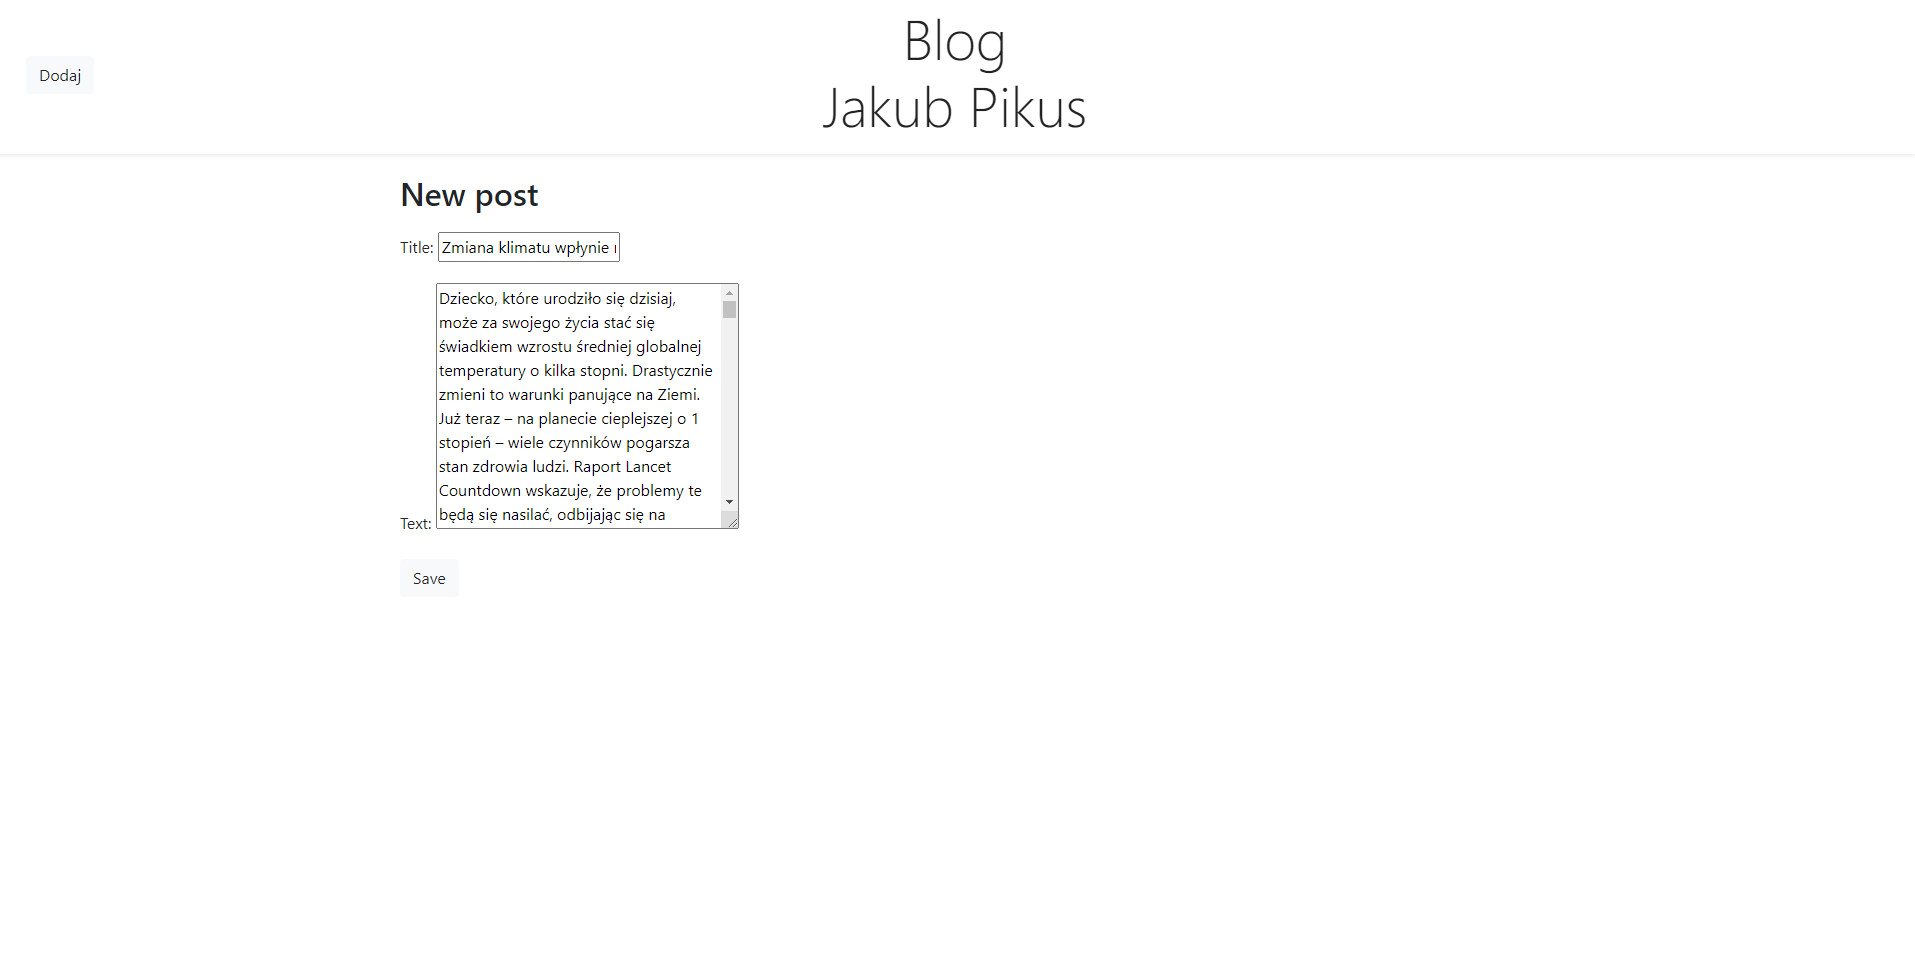 Blog
Jakub Pikus
Dodaj
New post
Title: Zmiana klimatu wpłynie
Dziecko, które urodziło się dzisiaj,
może za swojego życia stać się
świadkiem wzrostu średniej globalnej
temperatury o kilka stopni. Drastycznie
zmieni to warunki panujące na Ziemi.
Już teraz – na planecie cieplejszej o 1
stopień – wiele czynników pogarsza
stan zdrowia ludzi. Raport Lancet
Countdown wskazuje, że problemy te
będą się nasilać, odbijając się na
Text:
Save